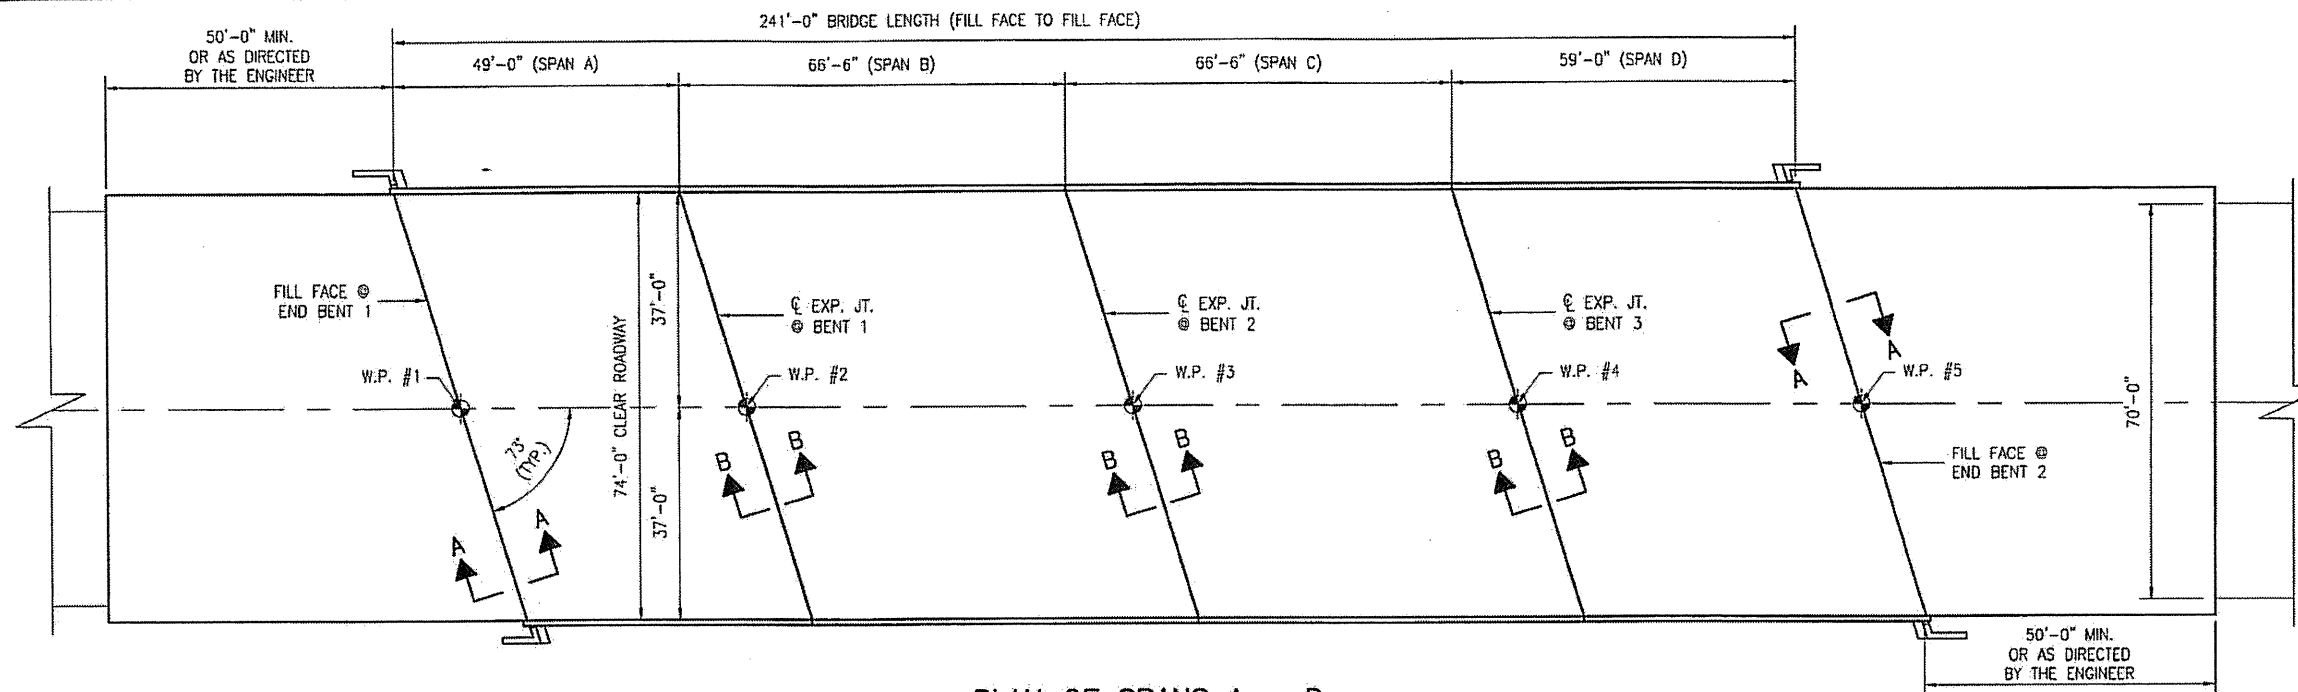 241'-0" BRIDGE LENGTH (FILL FACE TO FILL FACE)
50'-0" MIN.
OR AS DIRECTED
BY THE ENGINEER
49'-0" (SPAN A)
66'-6" (SPAN B)
66'-6" (SPAN C)
59'-0" (SPAN D)
FILL FACE @
END BENT 1
74'-0" CLEAR ROADWAY
37'-0"
37'-0"
℄ EXP. JT.
@ BENT 1
℄ EXP. JT.
@ BENT 2
℄ EXP. JT.
@ BENT 3
W.P. #1
W.P. #2
W.P. #3
W.P. #4
W.P. #5
A
A
70'-0"
73°
(TYP.)
B
B
B
B
B
B
A
A
FILL FACE @
END BENT 2
50'-0" MIN.
OR AS DIRECTED
BY THE ENGINEER